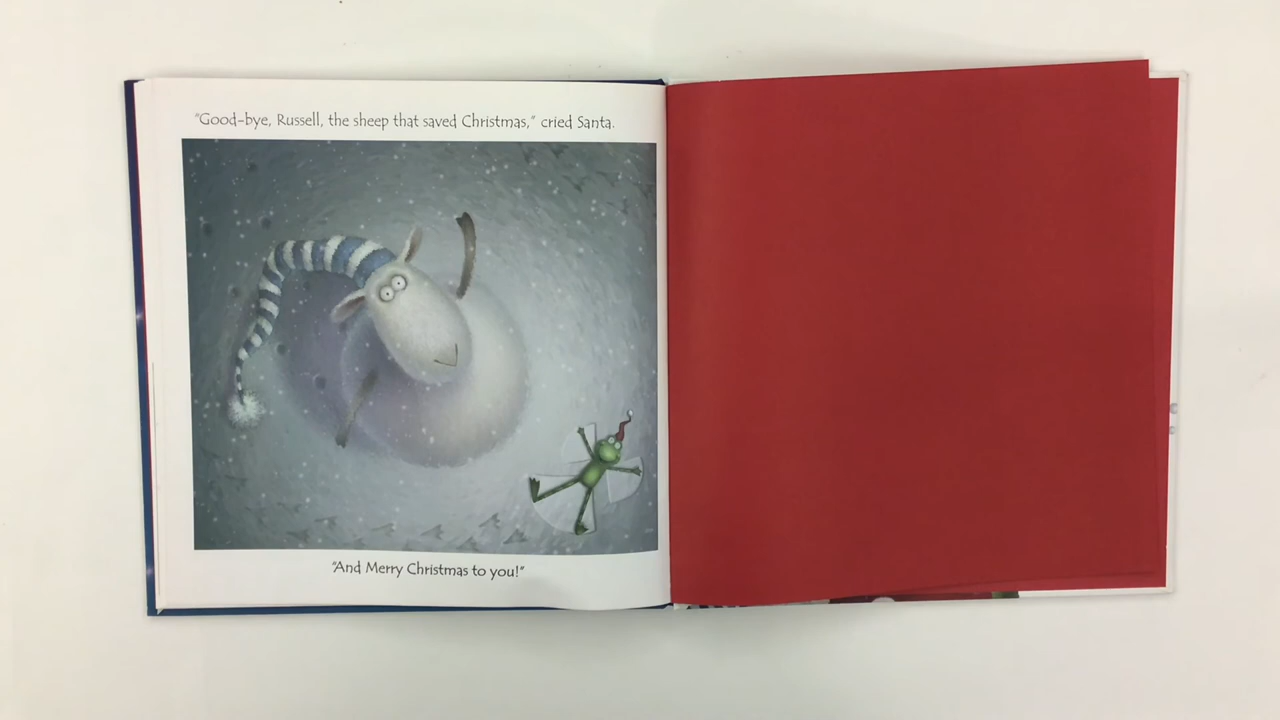 "Good-bye, Russell, the sheep that saved Christmas," cried Santa.
"And Merry Christmas to you!"